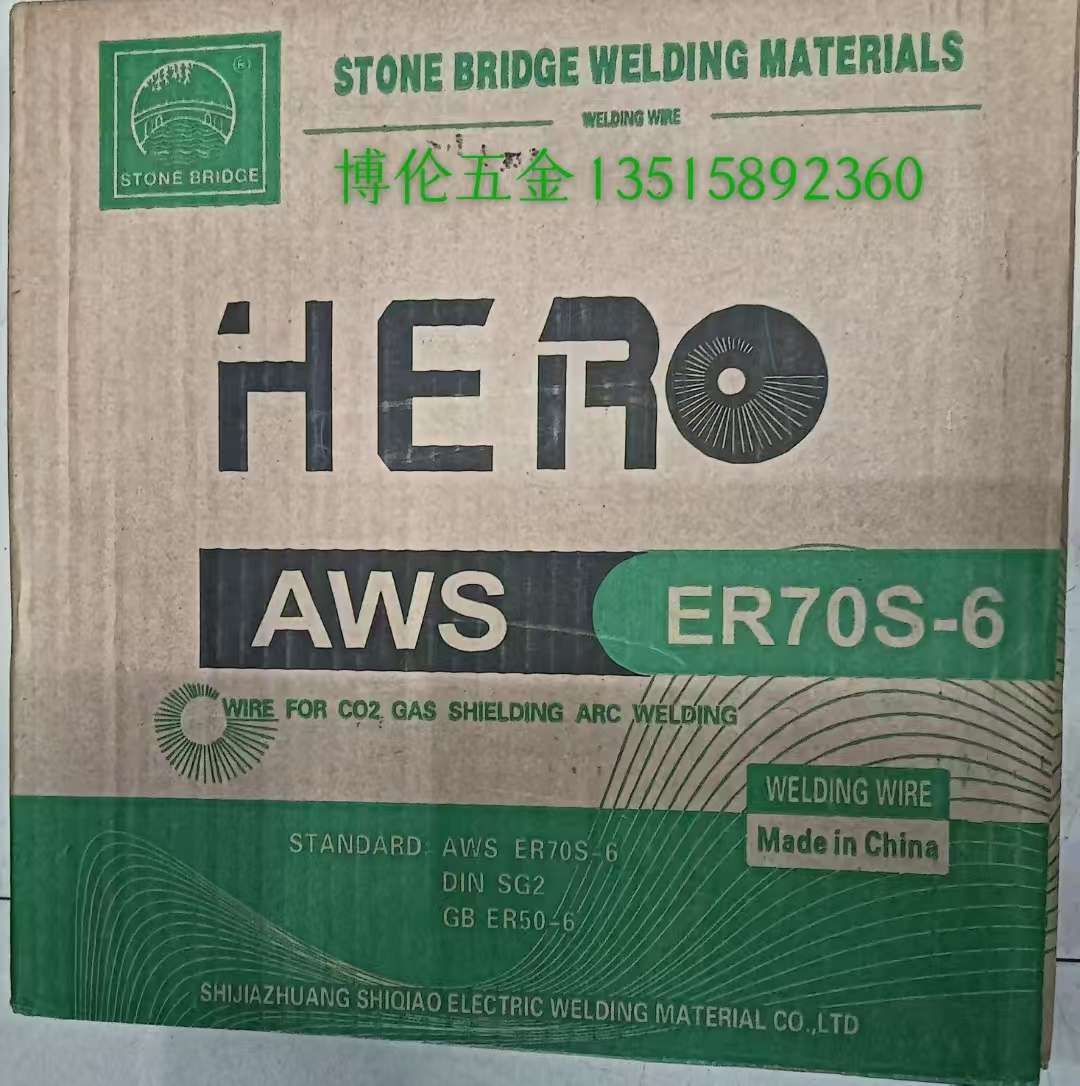 ®
STONE BRIDGE
STONE BRIDGE WELDING MATERIALS
WELDING WIRE
博伦五金13515892360
HERO
AWS ER70S-6
WIRE FOR CO2 GAS SHIELDING ARC WELDING
WELDING WIRE
Made in China
STANDARD: AWS ER70S-6
DIN SG2
GB ER50-6
SHIJIAZHUANG SHIQIAO ELECTRIC WELDING MATERIAL CO.,LTD